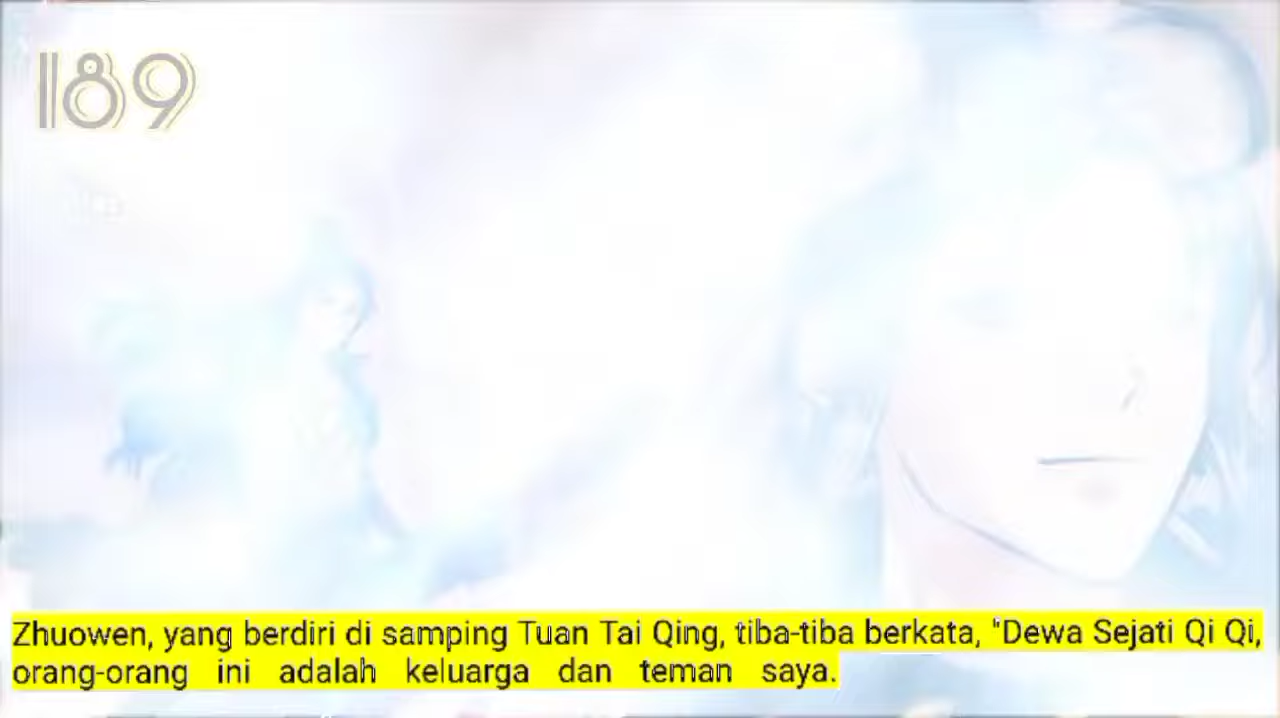 189
Zhuowen, yang berdiri di samping Tuan Tai Qing, tiba-tiba berkata, "Dewa Sejati Qi Qi,
orang-orang ini adalah keluarga dan teman saya.